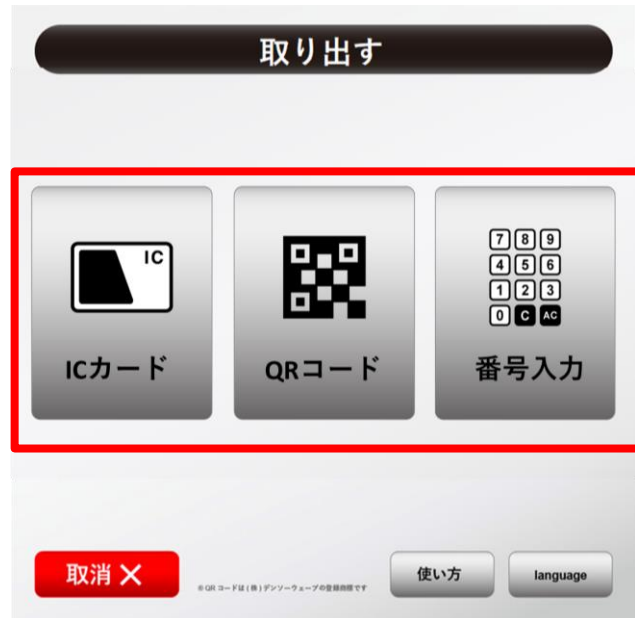 取り出す
IC
7 8 9
4 5 6
1 2 3
0 C AC
ICカード
QRコード
番号入力
取消 ×
※QR コードは(株)デンソーウェーブの登録商標です
使い方
language